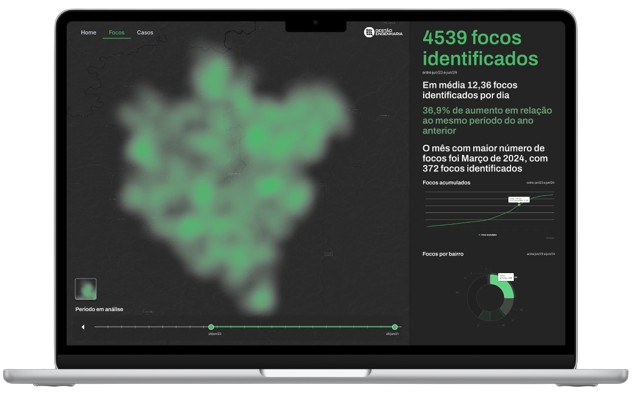 Home Focos Casos
GESTÃO
ENGENHARIA
4539 focos
identificados
Em média 12,36 focos
identificados por dia
36,9% de aumento em relação
ao mesmo período do ano
anterior
O mês com maior número de
focos foi Março de 2024, com
372 focos identificados
Focos acumulados
Focos por bairro
Período em análise